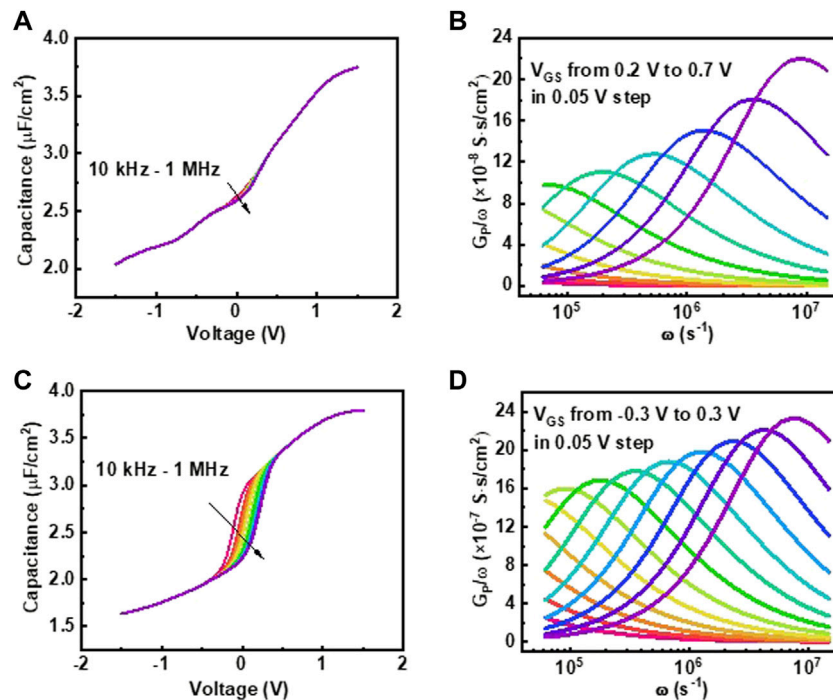 A
4.0
3.5
3.0
2.5
2.0
Capacitance (μF/cm²)
10 kHz - 1 MHz
-2 -1 0 1 2
Voltage (V)
B
24
20
16
12
8
4
0
G_P/ω (×10⁻⁸ S·s/cm²)
V_GS from 0.2 V to 0.7 V
in 0.05 V step
10⁵ 10⁶ 10⁷
ω (s⁻¹)
C
4.0
3.5
3.0
2.5
2.0
1.5
Capacitance (μF/cm²)
10 kHz - 1 MHz
-2 -1 0 1 2
Voltage (V)
D
24
20
16
12
8
4
0
G_P/ω (×10⁻⁷ S·s/cm²)
V_GS from -0.3 V to 0.3 V
in 0.05 V step
10⁵ 10⁶ 10⁷
ω (s⁻¹)